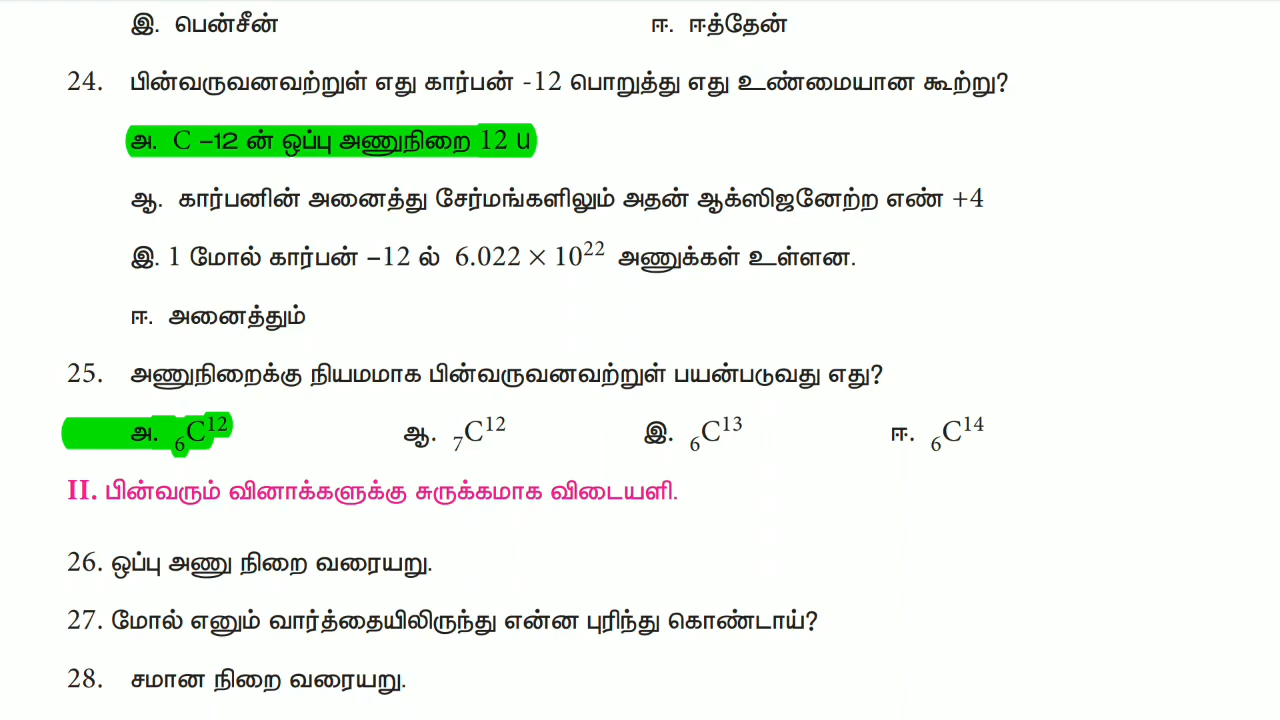 இ. பென்சீன் ஈ. ஈத்தேன்
24. பின்வருவனவற்றுள் எது கார்பன் -12 பொறுத்து எது உண்மையான கூற்று?
அ. C –12 ன் ஒப்பு அணுநிறை 12 u
ஆ. கார்பனின் அனைத்து சேர்மங்களிலும் அதன் ஆக்ஸிஜனேற்ற எண் +4
இ. 1 மோல் கார்பன் –12 ல் 6.022 × 10²² அணுக்கள் உள்ளன.
ஈ. அனைத்தும்
25. அணுநிறைக்கு நியமமாக பின்வருவனவற்றுள் பயன்படுவது எது?
அ. ₆C¹² ஆ. ₇C¹² இ. ₆C¹³ ஈ. ₆C¹⁴
II. பின்வரும் வினாக்களுக்கு சுருக்கமாக விடையளி.
26. ஒப்பு அணு நிறை வரையறு.
27. மோல் எனும் வார்த்தையிலிருந்து என்ன புரிந்து கொண்டாய்?
28. சமான நிறை வரையறு.